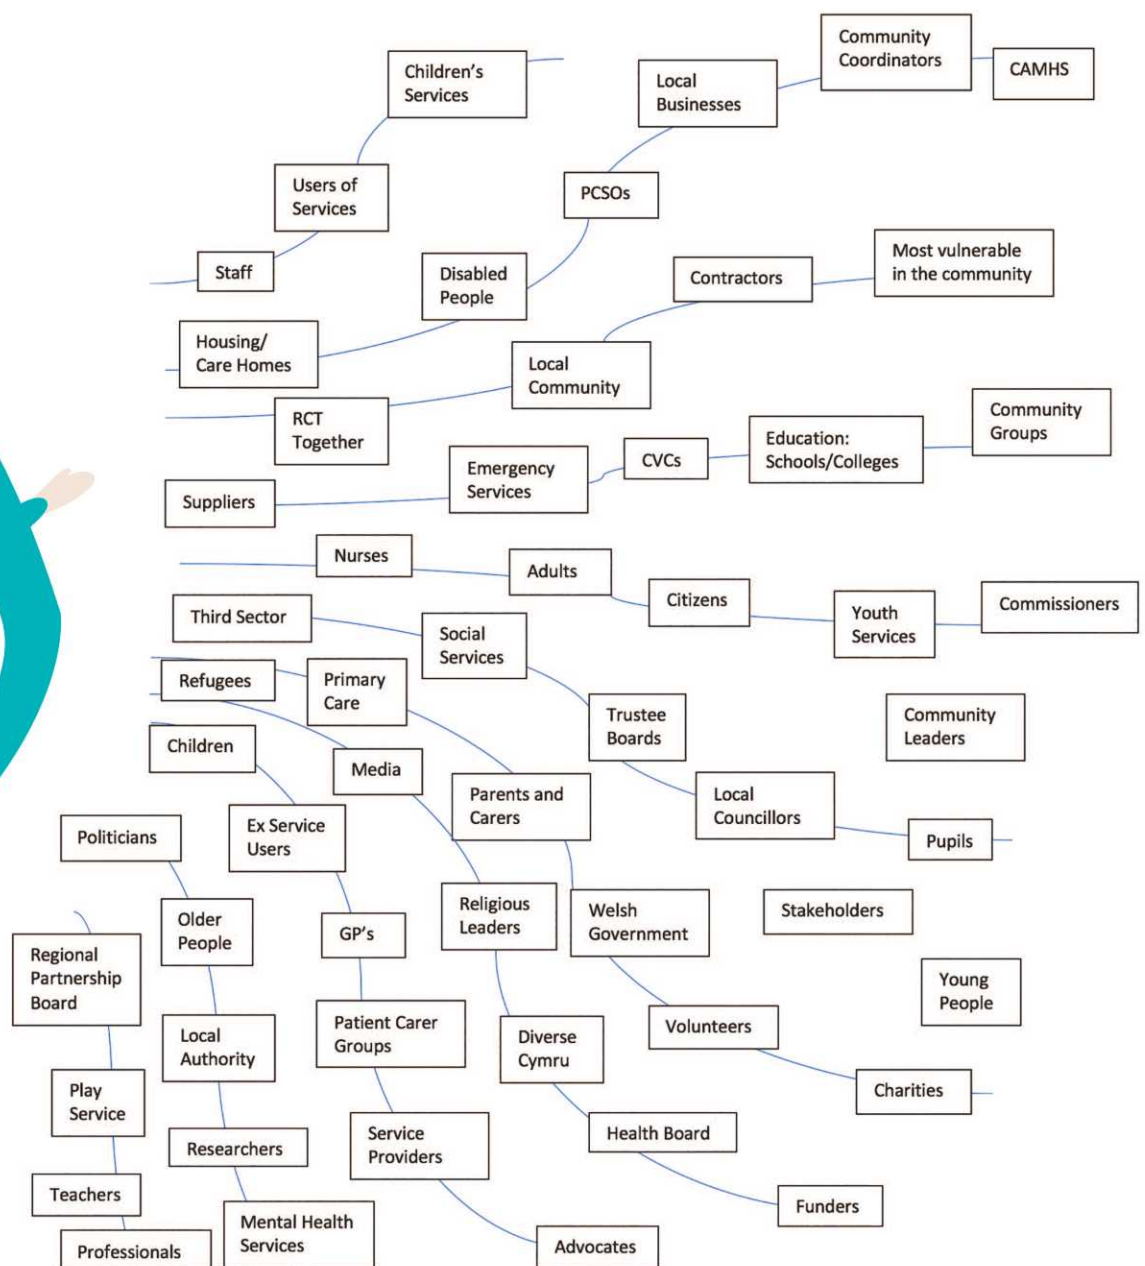 Community
Coordinators
CAMHS
Children's
Services
Local
Businesses
Users of
Services
PCSOs
Staff
Disabled
People
Contractors
Most vulnerable
in the community
Housing/
Care Homes
Local
Community
RCT
Together
Community
Groups
Suppliers
Emergency
Services
CVCs
Education:
Schools/Colleges
Nurses
Adults
Citizens
Youth
Services
Commissioners
Third Sector
Social
Services
Refugees
Primary
Care
Trustee
Boards
Community
Leaders
Children
Media
Parents and
Carers
Local
Councillors
Pupils
Politicians
Ex Service
Users
Older
People
GP's
Religious
Leaders
Welsh
Government
Stakeholders
Regional
Partnership
Board
Young
People
Local
Authority
Patient Carer
Groups
Diverse
Cymru
Volunteers
Play
Service
Charities
Researchers
Service
Providers
Health Board
Teachers
Funders
Professionals
Mental Health
Services
Advocates